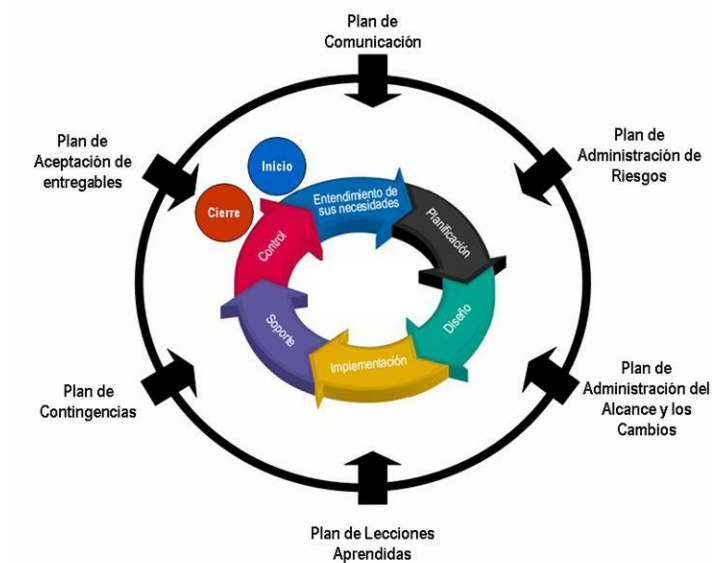 Plan de
Comunicación
Plan de
Aceptación de
entregables
Plan de
Administración de
Riesgos
Inicio
Cierre
Entendimiento de
sus necesidades
Planificación
Control
Diseño
Soporte
Implementación
Plan de
Contingencias
Plan de
Administración del
Alcance y los
Cambios
Plan de Lecciones
Aprendidas